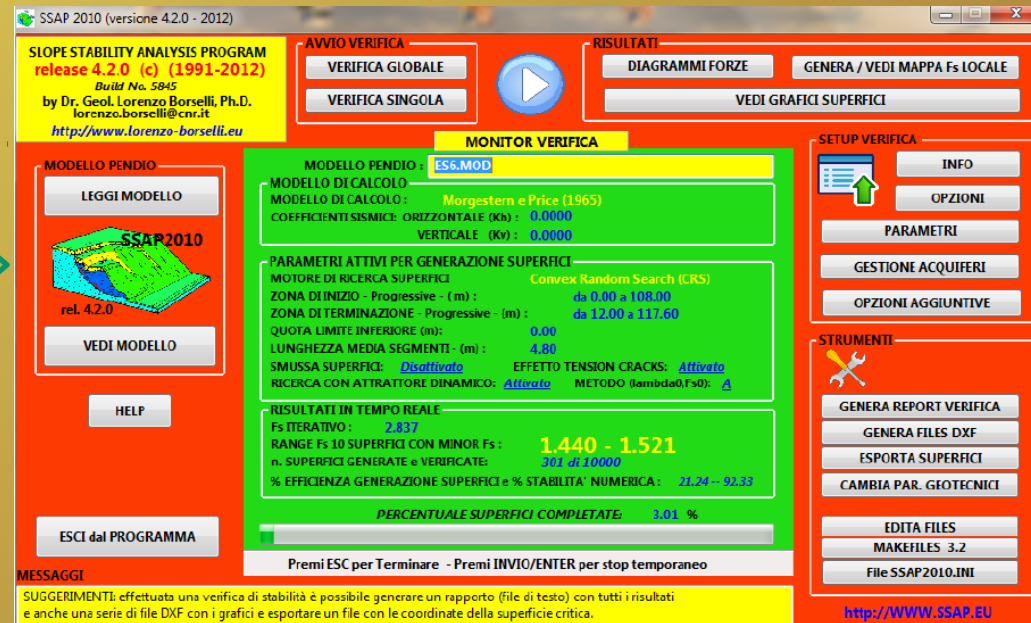 SSAP 2010 (versione 4.2.0 - 2012)
SLOPE STABILITY ANALYSIS PROGRAM
release 4.2.0 (c) (1991-2012)
Build No. 5845
by Dr. Geol. Lorenzo Borselli, Ph.D.
lorenzo.borselli@cnr.it
http://www.lorenzo-borselli.eu
AVVIO VERIFICA
VERIFICA GLOBALE
VERIFICA SINGOLA
RISULTATI
DIAGRAMMI FORZE
GENERA / VEDI MAPPA Fs LOCALE
VEDI GRAFICI SUPERFICI
MODELLO PENDIO
LEGGI MODELLO
SSAP2010
rel. 4.2.0
VEDI MODELLO
HELP
ESCI dal PROGRAMMA
MONITOR VERIFICA
MODELLO PENDIO : ES6.MOD
MODELLO DI CALCOLO
MODELLO DI CALCOLO : Morgestern e Price (1965)
COEFFICIENTI SISMICI: ORIZZONTALE (Kh) : 0.0000
VERTICALE (Kv) : 0.0000
PARAMETRI ATTIVI PER GENERAZIONE SUPERFICI
MOTORE DI RICERCA SUPERFICI Convex Random Search (CRS)
ZONA DI INIZIO - Progressive - ( m) : da 0.00 a 108.00
ZONA DI TERMINAZIONE - Progressive - (m) : da 12.00 a 117.60
QUOTA LIMITE INFERIORE (m): 0.00
LUNGHEZZA MEDIA SEGMENTI - (m) : 4.80
SMUSSA SUPERFICI: Disattivato EFFETTO TENSION CRACKS: Attivato
RICERCA CON ATTRATTORE DINAMICO: Attivato METODO (lambda0,Fs0): A
RISULTATI IN TEMPO REALE
Fs ITERATIVO : 2.837
RANGE Fs 10 SUPERFICI CON MINOR Fs : 1.440 - 1.521
n. SUPERFICI GENERATE e VERIFICATE: 301 di 10000
% EFFICIENZA GENERAZIONE SUPERFICI e % STABILITA' NUMERICA : 21.24 -- 92.33
PERCENTUALE SUPERFICI COMPLETATE: 3.01 %
Premi ESC per Terminare - Premi INVIO/ENTER per stop temporaneo
SETUP VERIFICA
INFO
OPZIONI
PARAMETRI
GESTIONE ACQUIFERI
OPZIONI AGGIUNTIVE
STRUMENTI
GENERA REPORT VERIFICA
GENERA FILES DXF
ESPORTA SUPERFICI
CAMBIA PAR. GEOTECNICI
EDITA FILES
MAKEFILES 3.2
File SSAP2010.INI
MESSAGGI
SUGGERIMENTI: effettuata una verifica di stabilità è possibile generare un rapporto (file di testo) con tutti i risultati
e anche una serie di file DXF con i grafici e esportare un file con le coordinate della superficie critica.
http://WWW.SSAP.EU